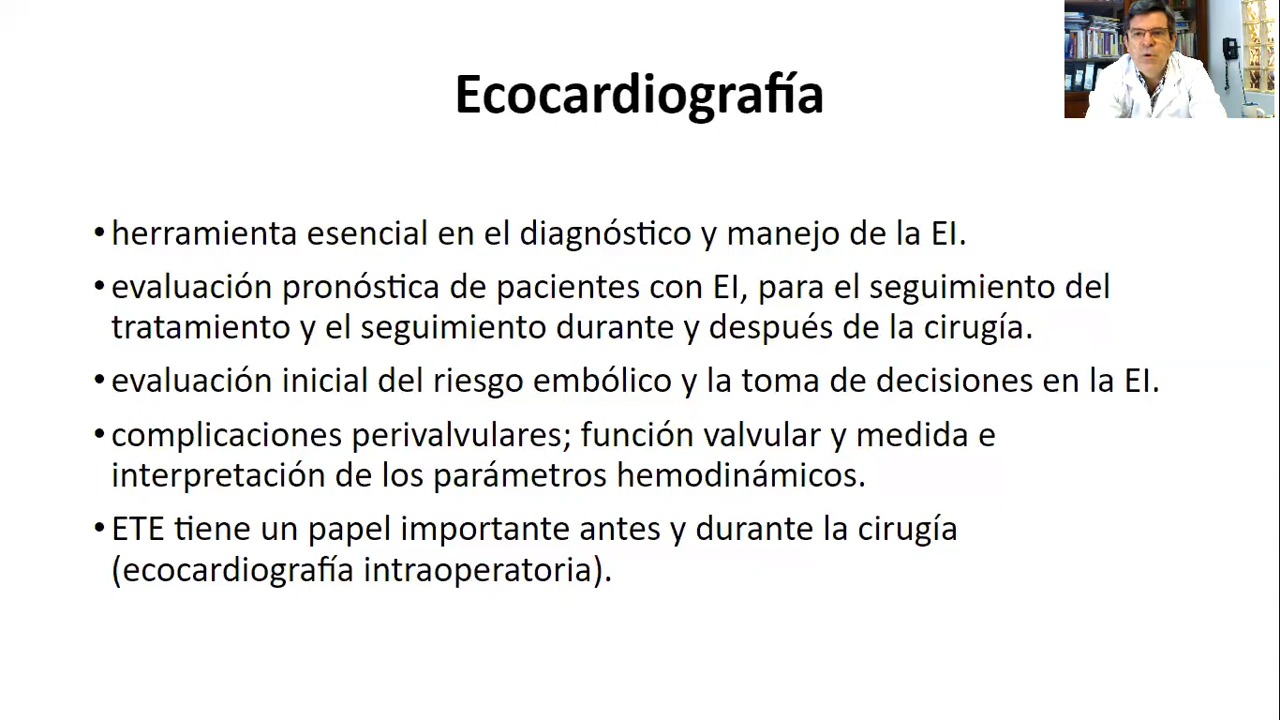 Ecocardiografía
•herramienta esencial en el diagnóstico y manejo de la EI.
•evaluación pronóstica de pacientes con EI, para el seguimiento del
tratamiento y el seguimiento durante y después de la cirugía.
•evaluación inicial del riesgo embólico y la toma de decisiones en la EI.
•complicaciones perivalvulares; función valvular y medida e
interpretación de los parámetros hemodinámicos.
•ETE tiene un papel importante antes y durante la cirugía
(ecocardiografía intraoperatoria).